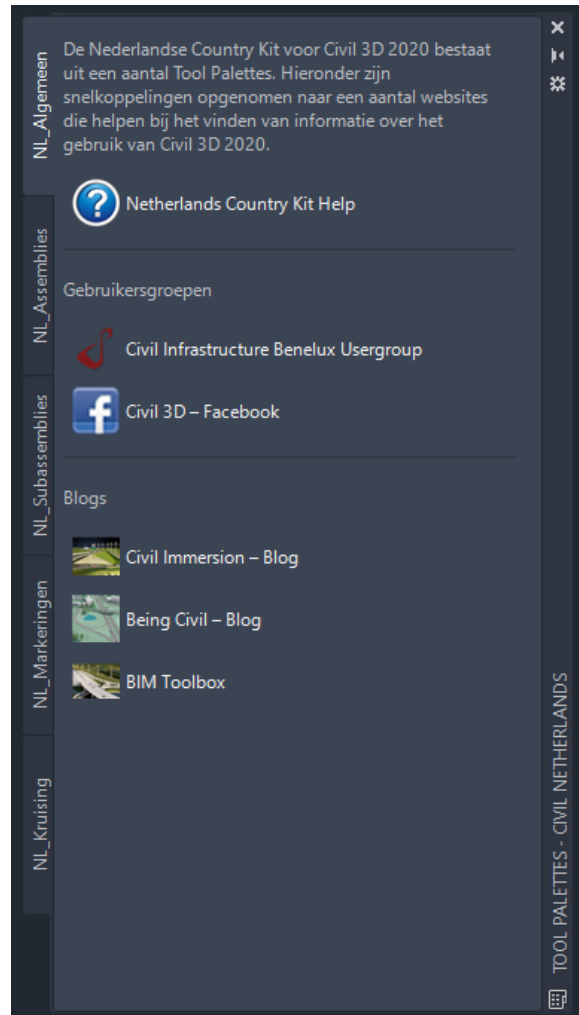 De Nederlandse Country Kit voor Civil 3D 2020 bestaat
uit een aantal Tool Palettes. Hieronder zijn
snelkoppelingen opgenomen naar een aantal websites
die helpen bij het vinden van informatie over het
gebruik van Civil 3D 2020.
Netherlands Country Kit Help
Gebruikersgroepen
Civil Infrastructure Benelux Usergroup
Civil 3D – Facebook
Blogs
Civil Immersion – Blog
Being Civil – Blog
BIM Toolbox
NL_Algemeen
NL_Assemblies
NL_Subassemblies
NL_Markeringen
NL_Kruising
TOOL PALETTES - CIVIL NETHERLANDS